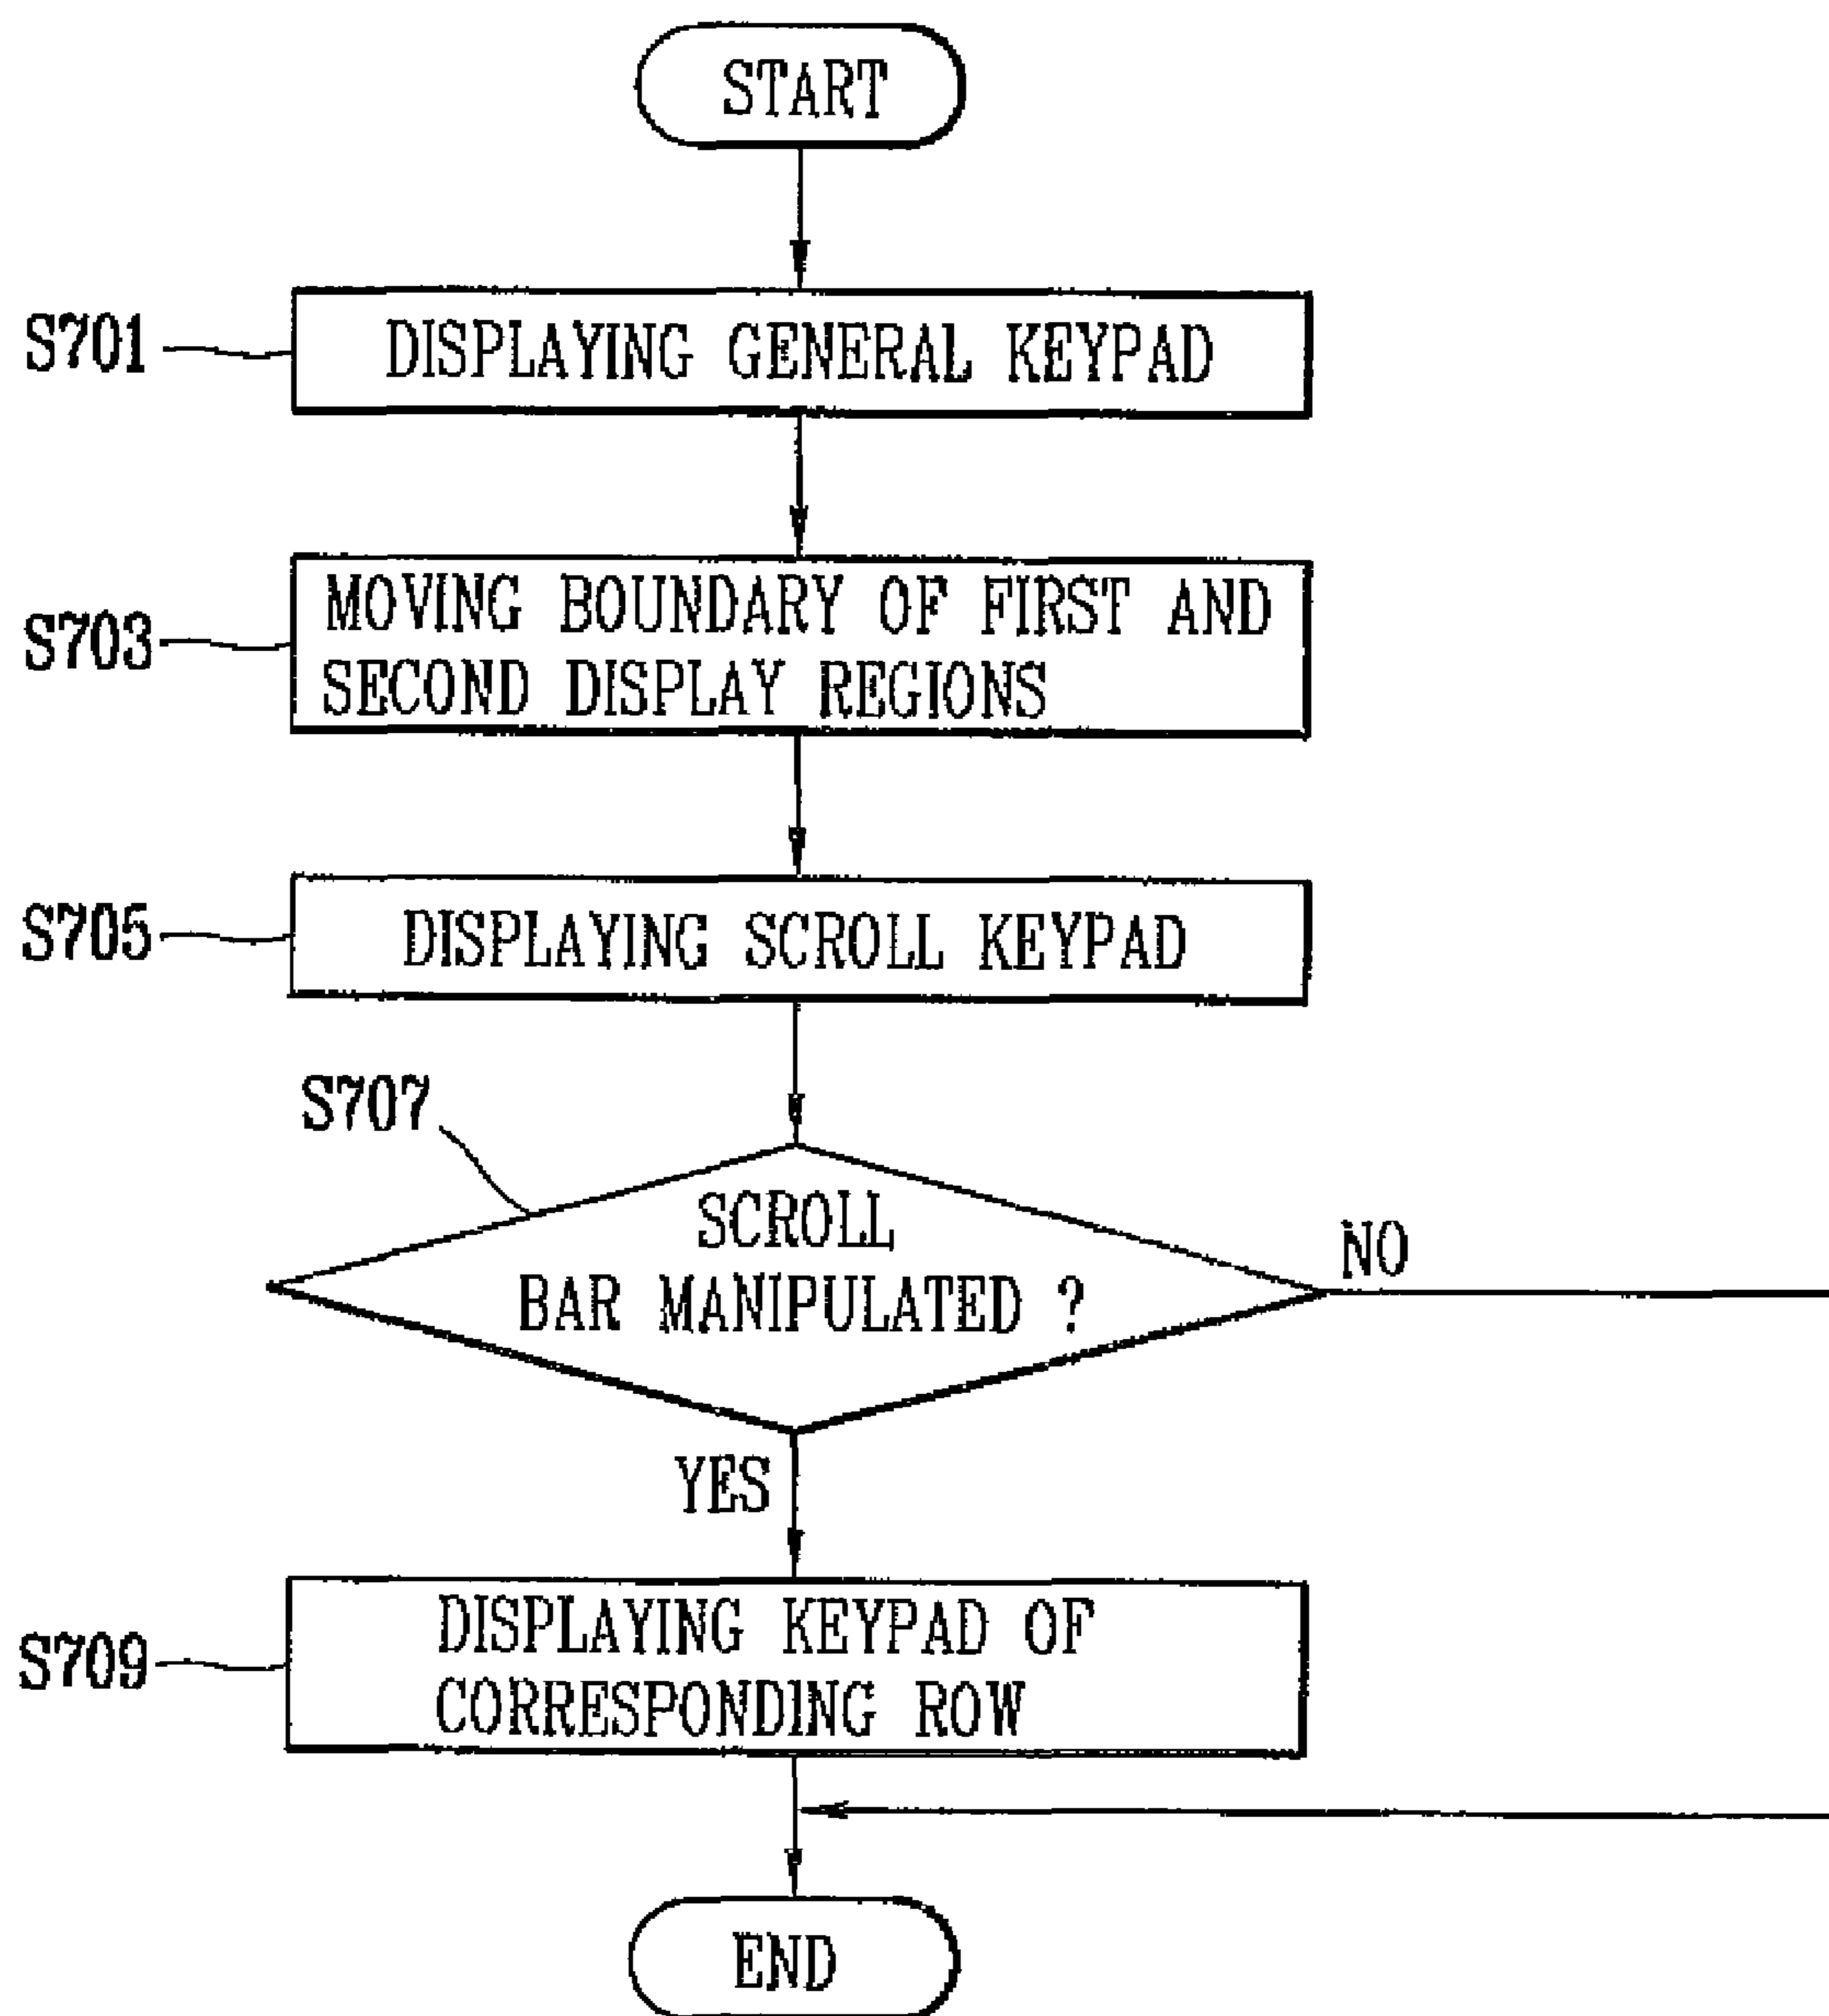 START
S701
DISPLAYING GENERAL KEYPAD
S703
MOVING BOUNDARY OF FIRST AND
SECOND DISPLAY REGIONS
S705
DISPLAYING SCROLL KEYPAD
S707
SCROLL
BAR MANIPULATED ?
NO
YES
S709
DISPLAYING KEYPAD OF
CORRESPONDING ROW
END